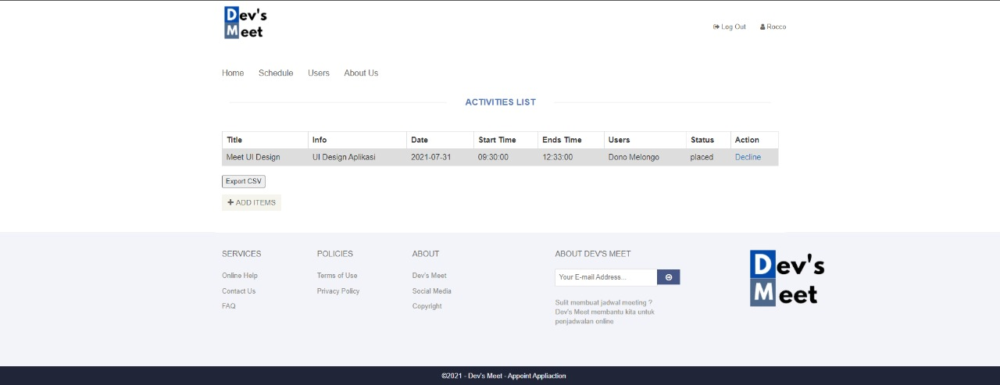 Dev's
Meet
Log Out Rocco
Home Schedule Users About Us
ACTIVITIES LIST
Title Info Date Start Time Ends Time Users Status Action
Meet UI Design UI Design Aplikasi 2021-07-31 09:30:00 12:33:00 Dono Melongo placed Decline
Export CSV
ADD ITEMS
SERVICES
Online Help
Contact Us
FAQ
POLICIES
Terms of Use
Privacy Policy
ABOUT
Dev's Meet
Social Media
Copyright
ABOUT DEV'S MEET
Your E-mail Address...
Sulit membuat jadwal meeting ?
Dev's Meet membantu kita untuk
penjadwalan online
Dev's
Meet
©2021 - Dev's Meet - Appoint Appliaction